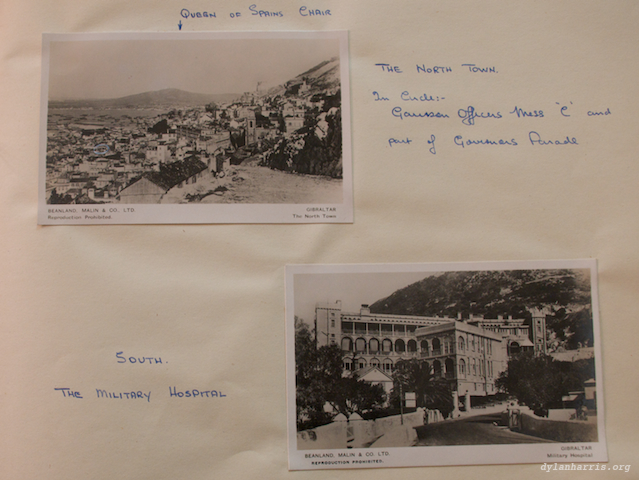 QUEEN OF SPAINS CHAIR
THE NORTH TOWN.
In Circle:-
Garrison Officers Mess "C" and
part of Governors Parade
BEANLAND, MALIN & CO., LTD.
Reproduction Prohibited
GIBRALTAR
The North Town
SOUTH.
THE MILITARY HOSPITAL
BEANLAND, MALIN & CO. LTD.
REPRODUCTION PROHIBITED.
GIBRALTAR
Military Hospital
dylanharris.org